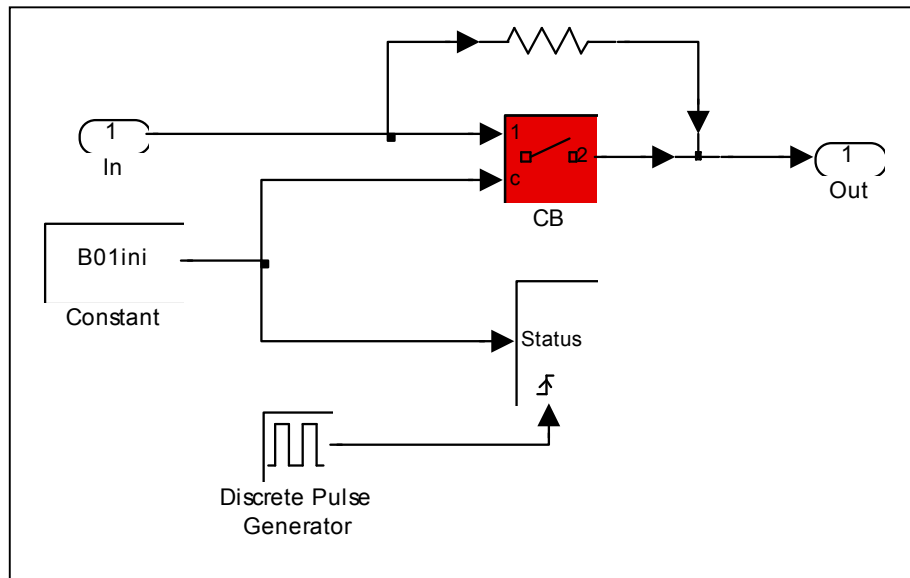 1
In
1
c
2
CB
1
Out
B01ini
Constant
Status
Discrete Pulse
Generator